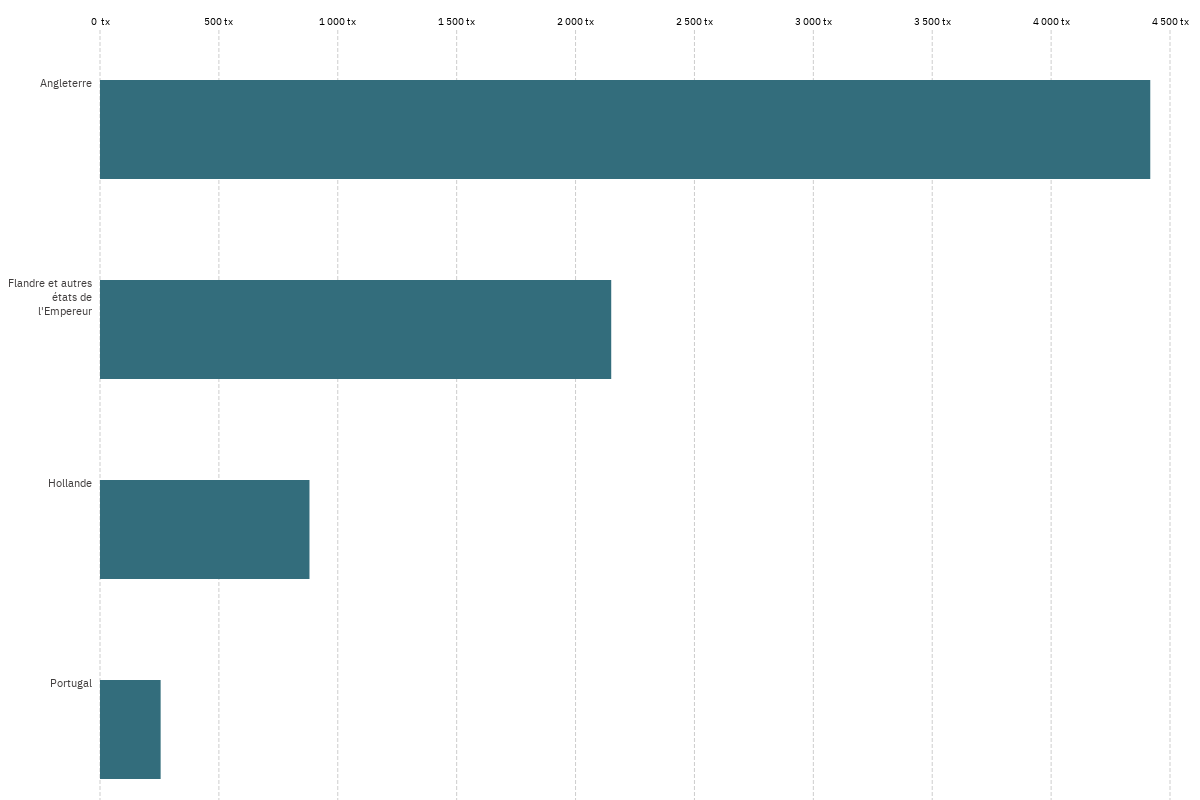 0 tx 500 tx 1 000 tx 1 500 tx 2 000 tx 2 500 tx 3 000 tx 3 500 tx 4 000 tx 4 500 tx
Angleterre
Flandre et autres
états de
l'Empereur
Hollande
Portugal